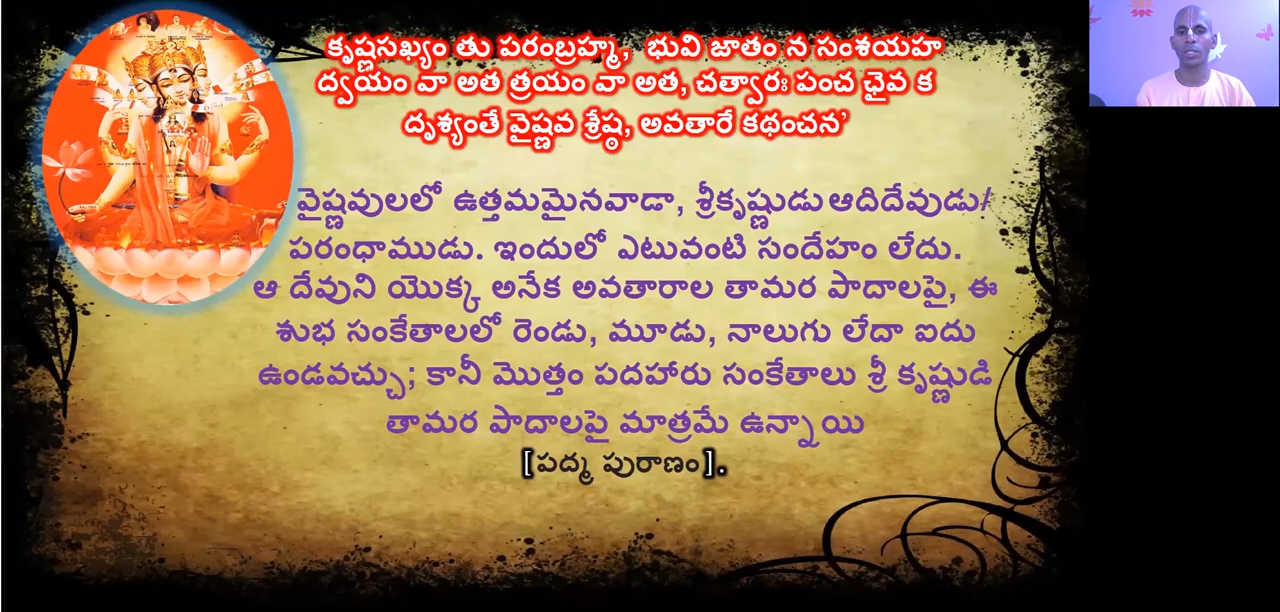 కృష్ణసఖ్యం తు పరంబ్రహ్మ, భువి జాతం న సంశయహ
ద్వయం వా అత త్రయం వా అత, చత్వారః పంచ ఛైవ క
దృశ్యంతే వైష్ణవ శ్రేష్ఠ, అవతారే కథంచన’
వైష్ణవులలో ఉత్తమమైనవాడా, శ్రీకృష్ణుడు ఆదిదేవుడు/
పరంధాముడు. ఇందులో ఎటువంటి సందేహం లేదు.
ఆ దేవుని యొక్క అనేక అవతారాల తామర పాదాలపై, ఈ
శుభ సంకేతాలలో రెండు, మూడు, నాలుగు లేదా ఐదు
ఉండవచ్చు; కానీ మొత్తం పదహారు సంకేతాలు శ్రీ కృష్ణుడి
తామర పాదాలపై మాత్రమే ఉన్నాయి
[పద్మ పురాణం].